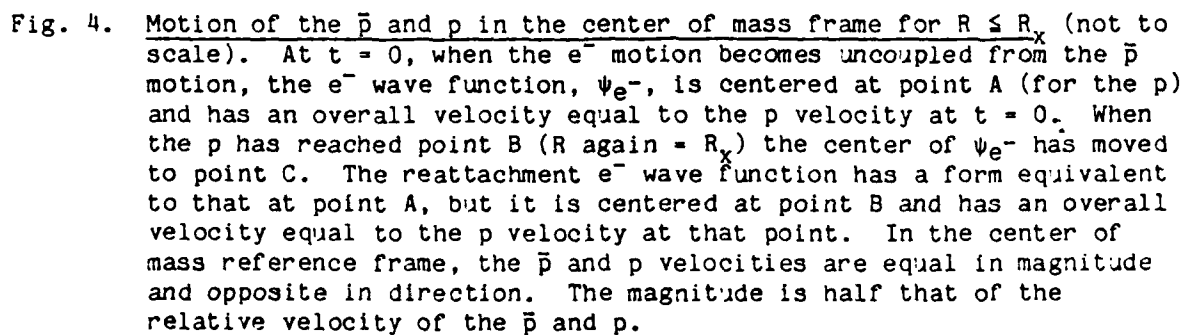 Fig. 4. Motion of the p̄ and p in the center of mass frame for R ≤ Rₓ (not to
scale). At t = 0, when the e⁻ motion becomes uncoupled from the p̄
motion, the e⁻ wave function, ψe⁻, is centered at point A (for the p)
and has an overall velocity equal to the p velocity at t = 0. When
the p has reached point B (R again = Rₓ) the center of ψe⁻ has moved
to point C. The reattachment e⁻ wave function has a form equivalent
to that at point A, but it is centered at point B and has an overall
velocity equal to the p velocity at that point. In the center of
mass reference frame, the p̄ and p velocities are equal in magnitude
and opposite in direction. The magnitude is half that of the
relative velocity of the p̄ and p.